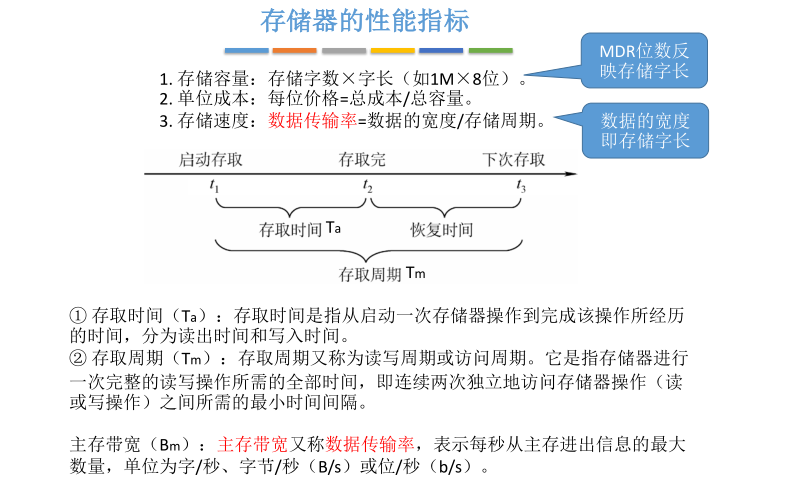 存储器的性能指标
MDR位数反
映存储字长
1. 存储容量：存储字数×字长（如1M×8位）。
2. 单位成本：每位价格=总成本/总容量。
3. 存储速度：数据传输率=数据的宽度/存储周期。
数据的宽度
即存储字长
启动存取 存取完 下次存取
t1 t2 t3
存取时间 Ta 恢复时间
存取周期 Tm
① 存取时间（Ta）：存取时间是指从启动一次存储器操作到完成该操作所经历
的时间，分为读出时间和写入时间。
② 存取周期（Tm）：存取周期又称为读写周期或访问周期。它是指存储器进行
一次完整的读写操作所需的全部时间，即连续两次独立地访问存储器操作（读
或写操作）之间所需的最小时间间隔。
主存带宽（Bm）：主存带宽又称数据传输率，表示每秒从主存进出信息的最大
数量，单位为字/秒、字节/秒（B/s）或位/秒（b/s）。